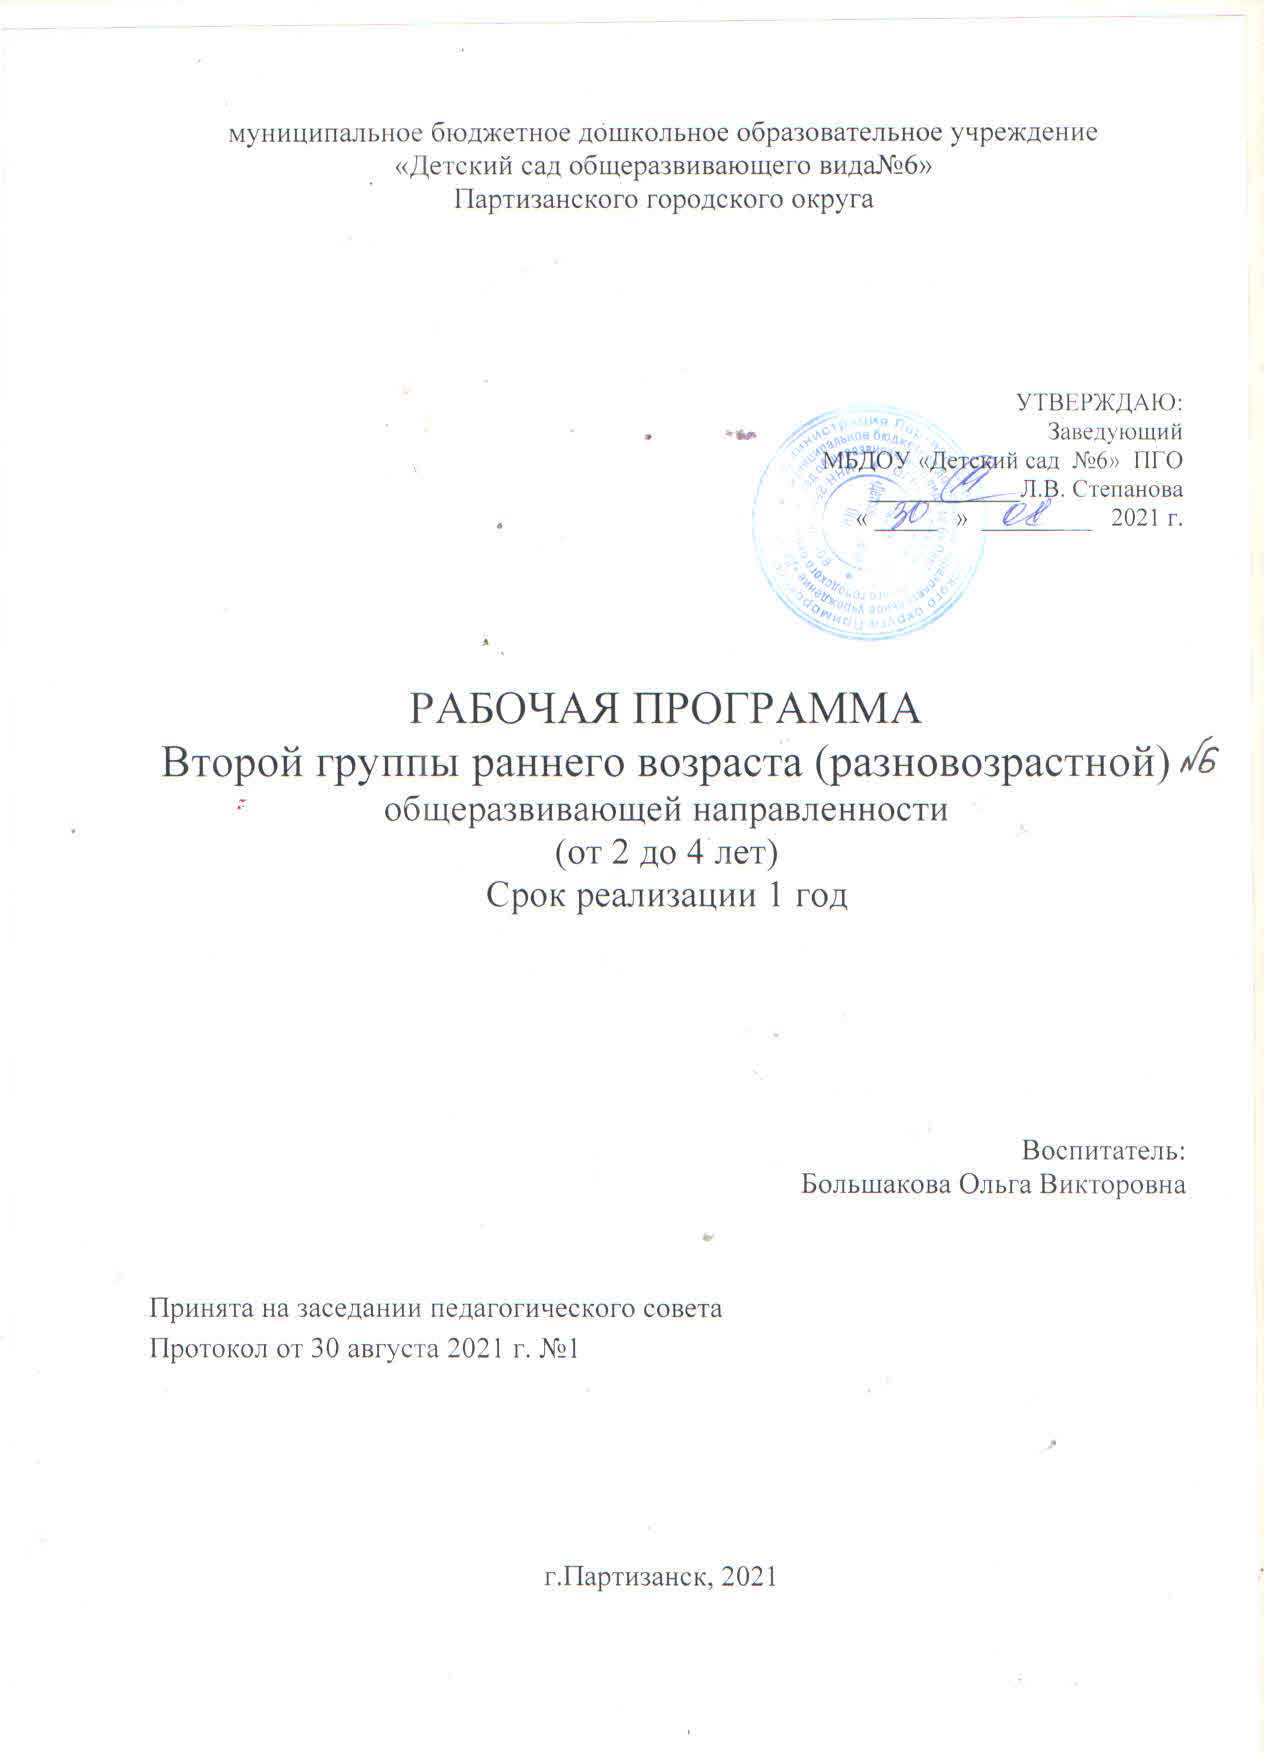 муниципальное бюджетное дошкольное образовательное учреждение
«Детский сад общеразвивающего вида№6»
Партизанского городского округа
УТВЕРЖДАЮ:
Заведующий
МБДОУ «Детский сад №6» ПГО
Л.В. Степанова
« 30 » 08 2021 г.
РАБОЧАЯ ПРОГРАММА
Второй группы раннего возраста (разновозрастной) №6
общеразвивающей направленности
(от 2 до 4 лет)
Срок реализации 1 год
Воспитатель:
Большакова Ольга Викторовна
Принята на заседании педагогического совета
Протокол от 30 августа 2021 г. №1
г.Партизанск, 2021